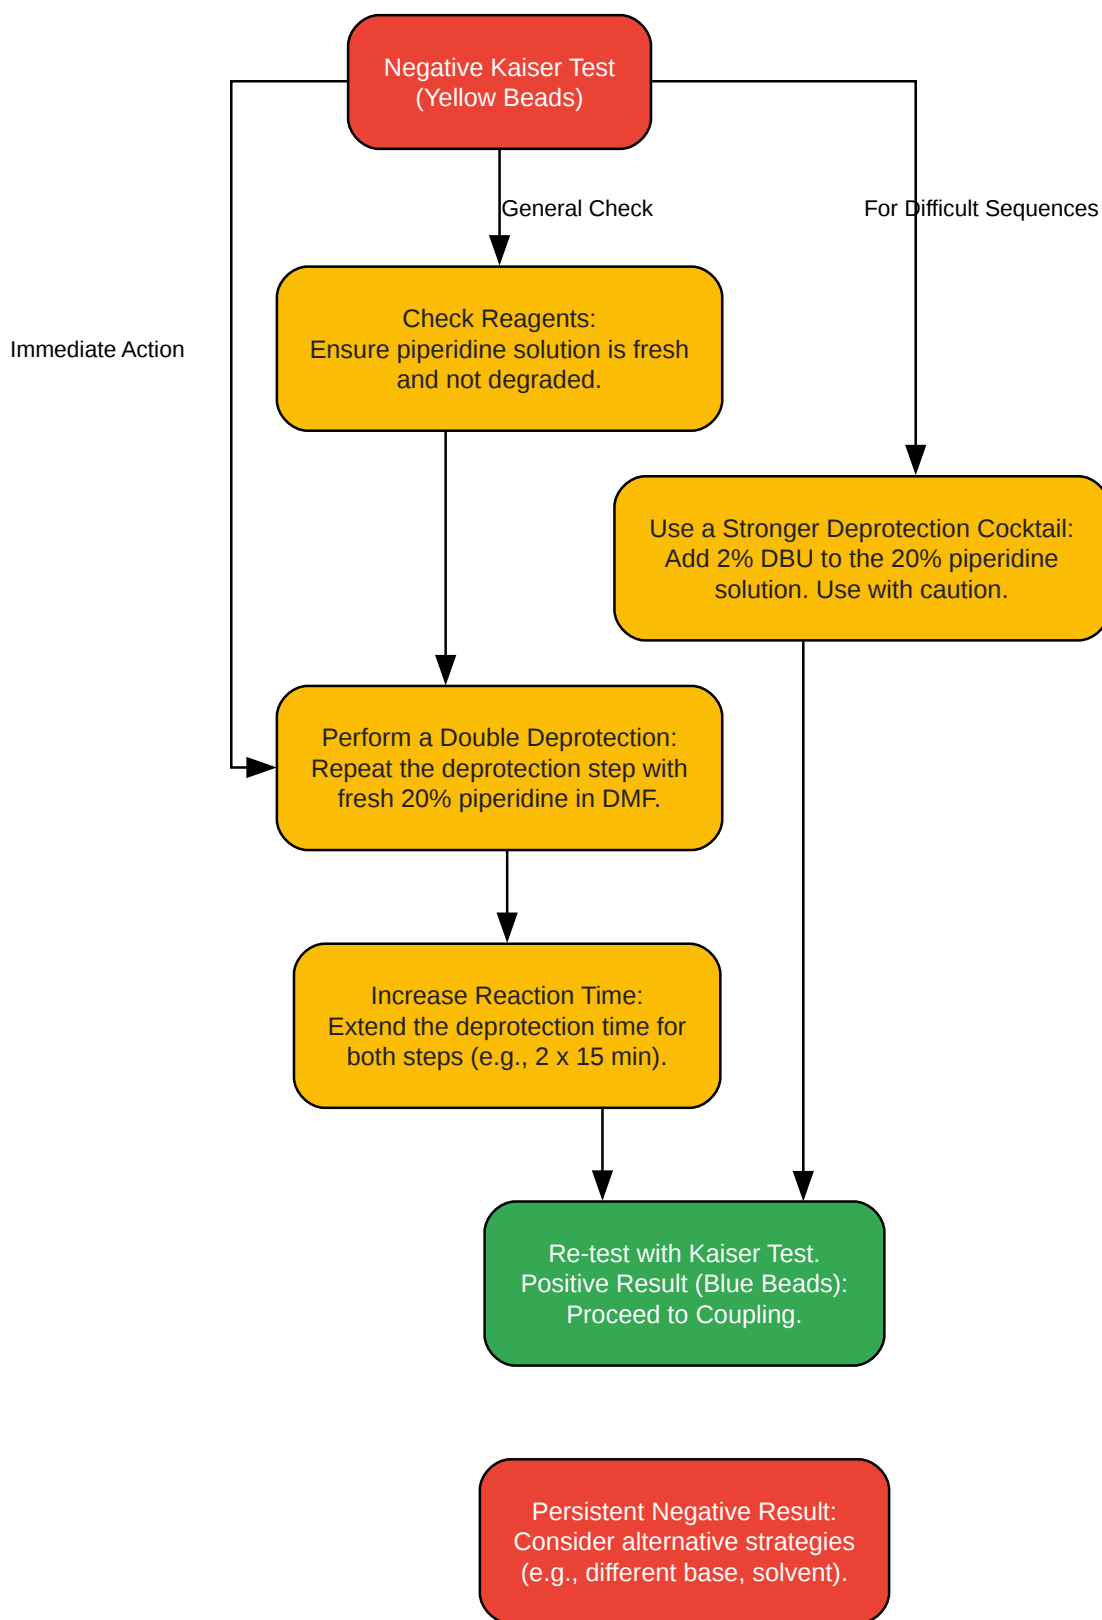 Negative Kaiser Test
(Yellow Beads)
General Check
For Difficult Sequences
Check Reagents:
Ensure piperidine solution is fresh
and not degraded.
Immediate Action
Use a Stronger Deprotection Cocktail:
Add 2% DBU to the 20% piperidine
solution. Use with caution.
Perform a Double Deprotection:
Repeat the deprotection step with
fresh 20% piperidine in DMF.
Increase Reaction Time:
Extend the deprotection time for
both steps (e.g., 2 x 15 min).
Re-test with Kaiser Test.
Positive Result (Blue Beads):
Proceed to Coupling.
Persistent Negative Result:
Consider alternative strategies
(e.g., different base, solvent).